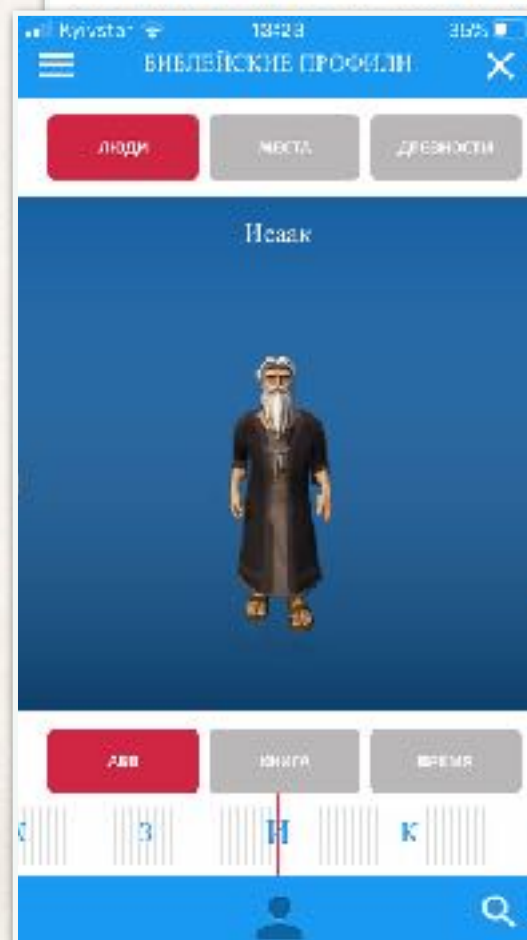 Kyivstar 13:23 35%
БИБЛЕЙСКИЕ ПРОФИЛИ
ЛЮДИ МЕСТА ДРЕВНОСТИ
Исаак
АБВ КНИГА ВРЕМЯ
З И К